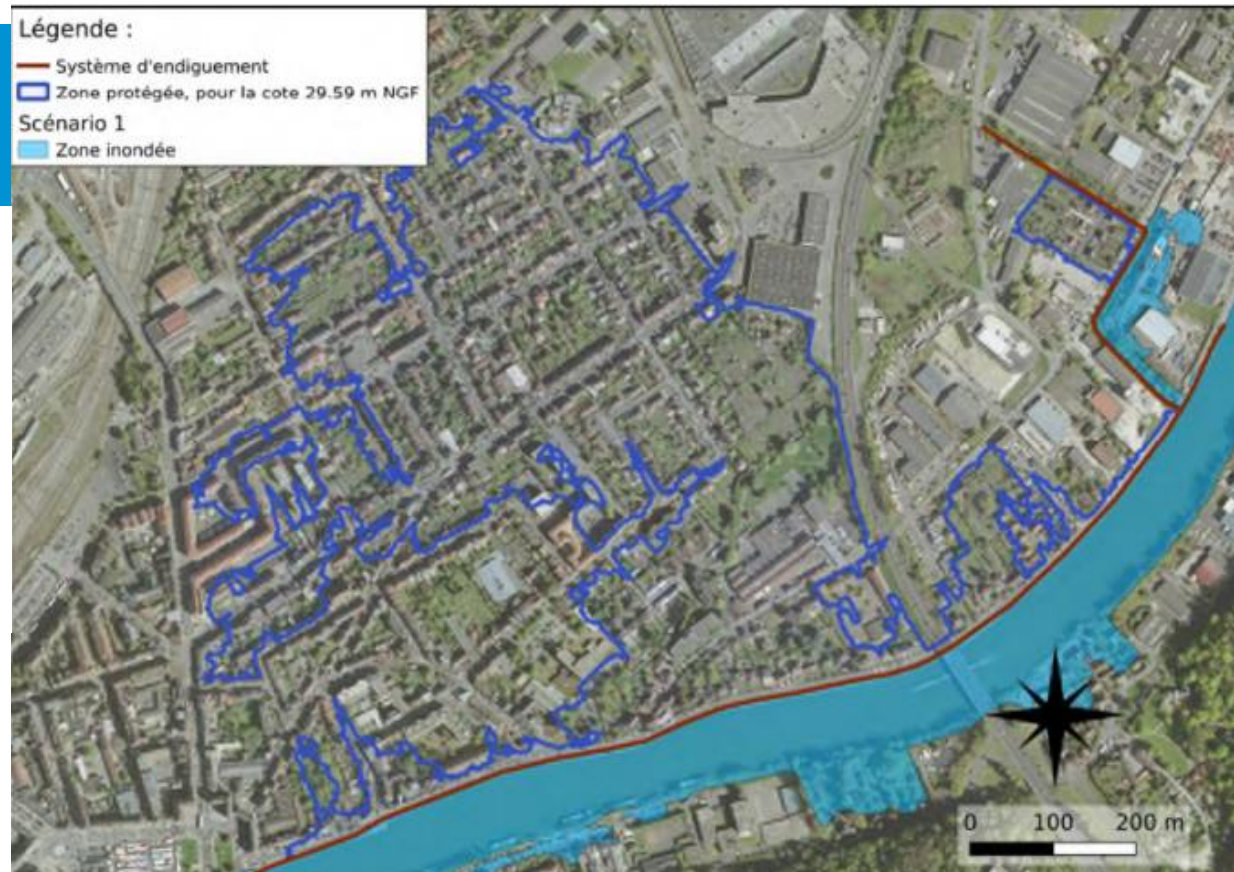 Légende :
Système d'endiguement
Zone protégée, pour la cote 29.59 m NGF
Scénario 1
Zone inondée
0 100 200 m